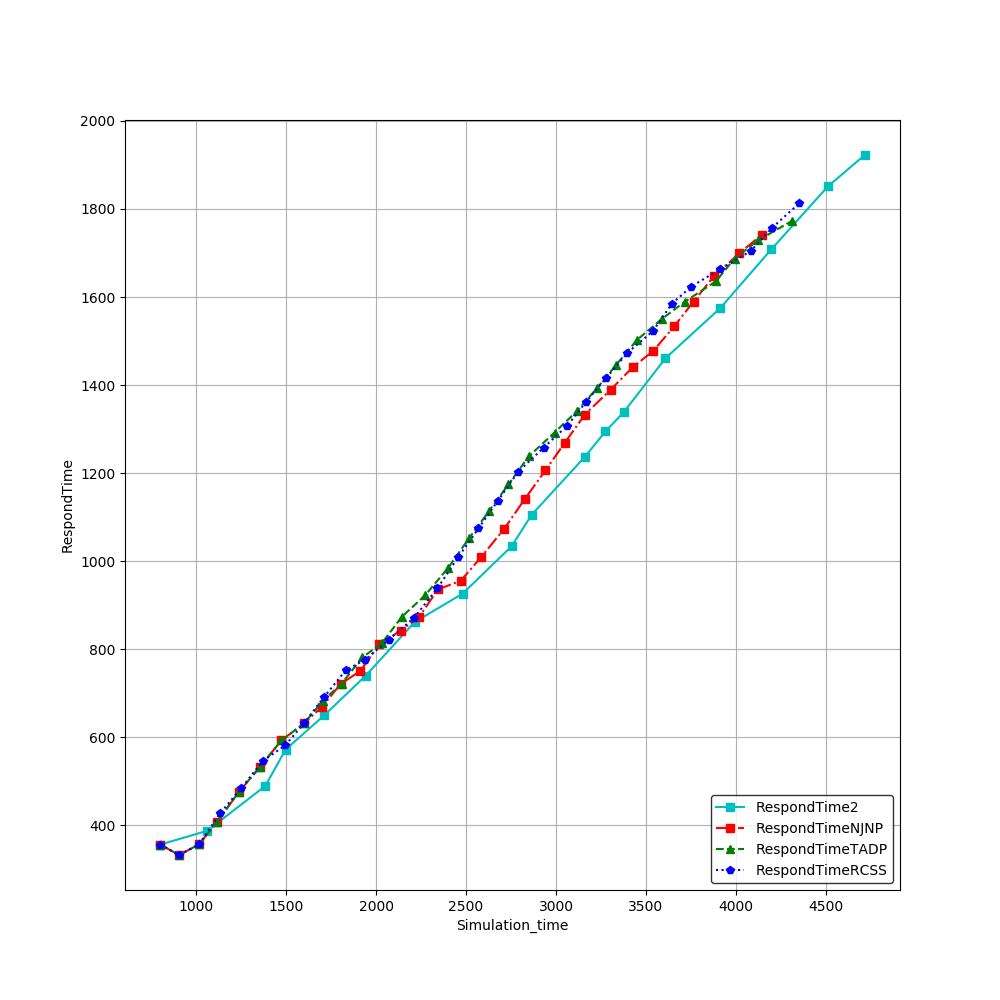 2000
1800
1600
1400
1200
1000
800
600
400
RespondTime
1000 1500 2000 2500 3000 3500 4000 4500
Simulation_time
RespondTime2
RespondTimeNJNP
RespondTimeTADP
RespondTimeRCSS